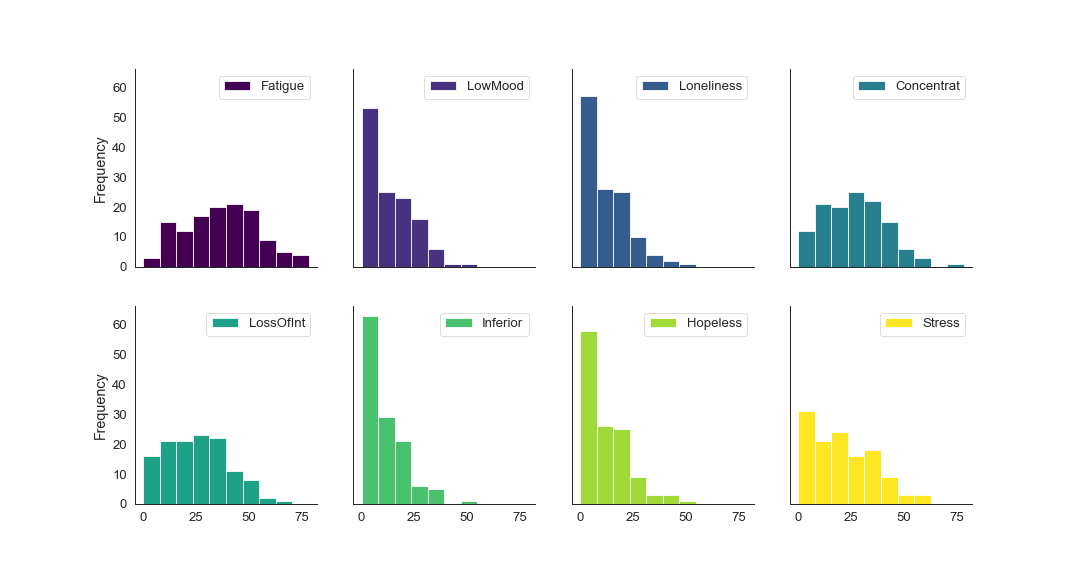 Fatigue
LowMood
Loneliness
Concentrat
Frequency
60
50
40
30
20
10
0
LossOfInt
Inferior
Hopeless
Stress
Frequency
60
50
40
30
20
10
0
0 25 50 75
0 25 50 75
0 25 50 75
0 25 50 75